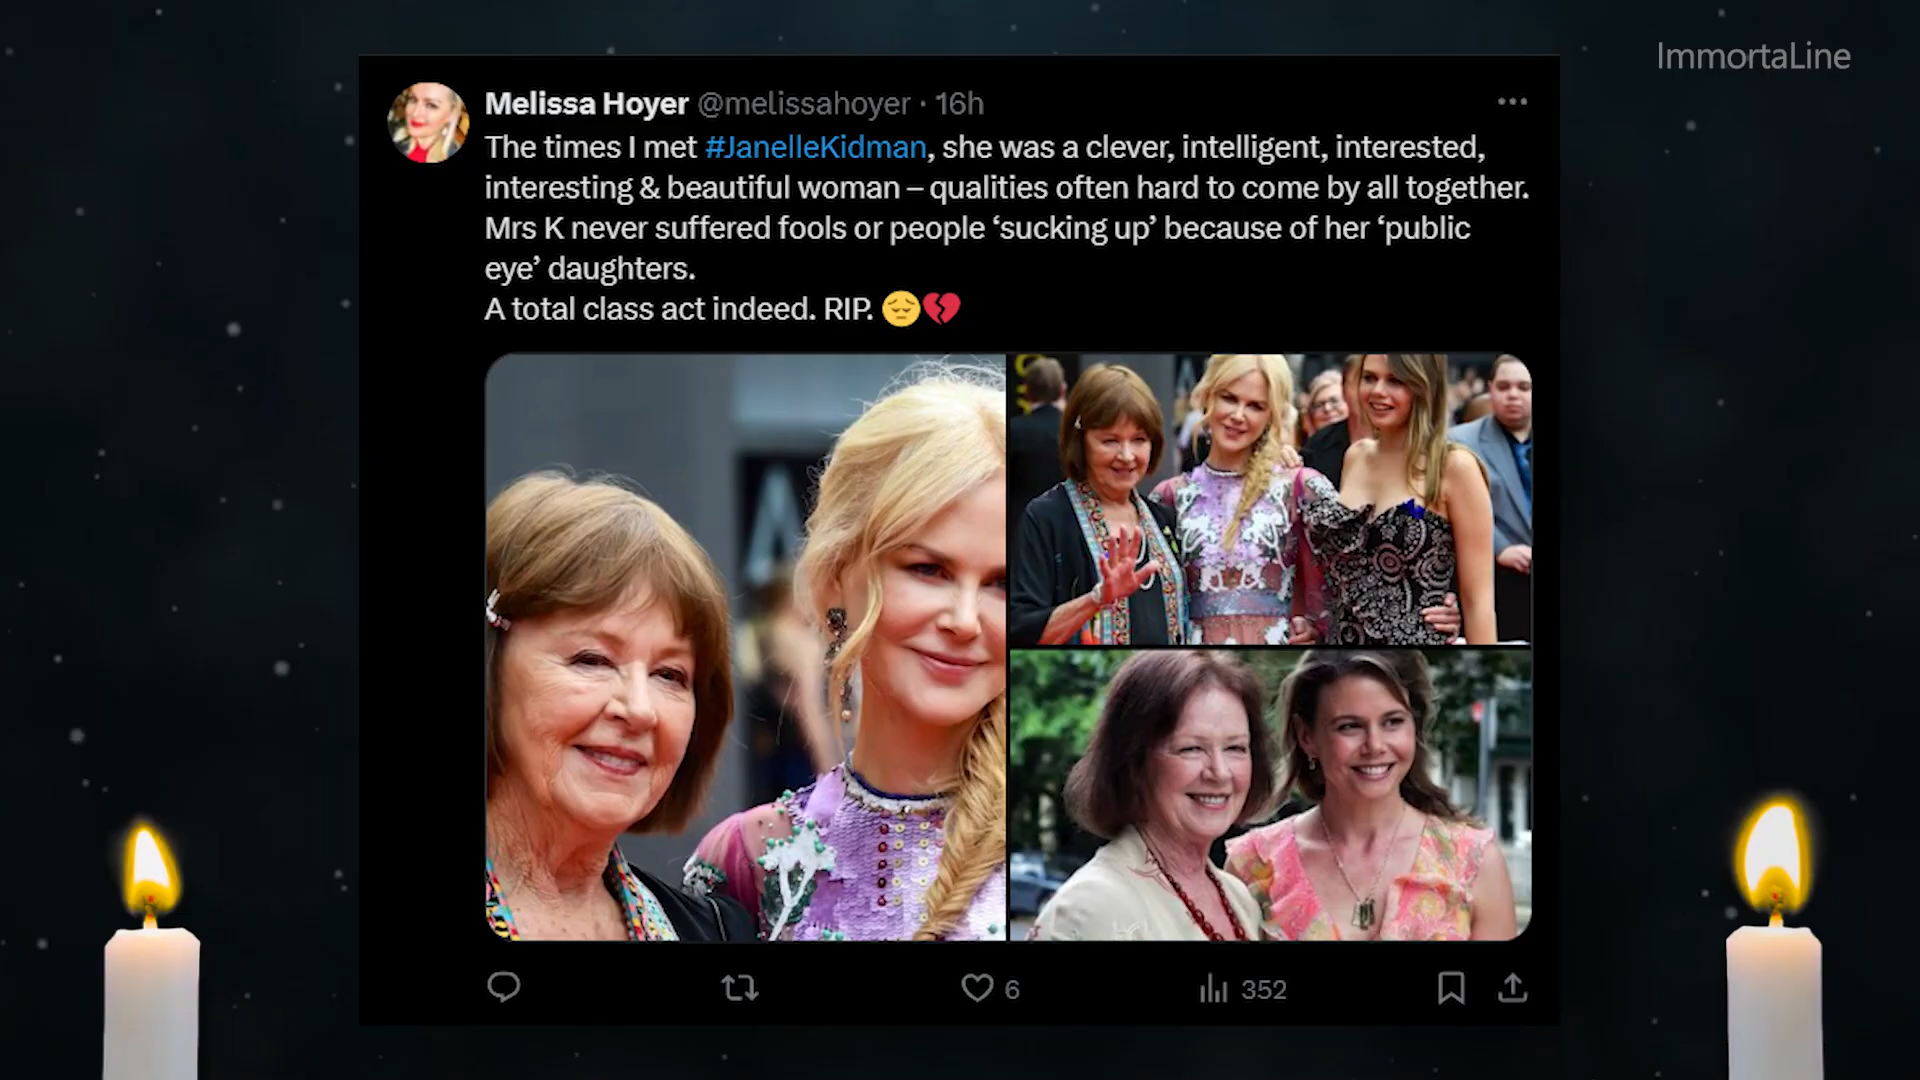 ImmortaLine
Melissa Hoyer @melissahoyer · 16h
The times I met #JanelleKidman, she was a clever, intelligent, interested,
interesting & beautiful woman – qualities often hard to come by all together.
Mrs K never suffered fools or people ‘sucking up’ because of her ‘public
eye’ daughters.
A total class act indeed. RIP. 😔💔
6
352